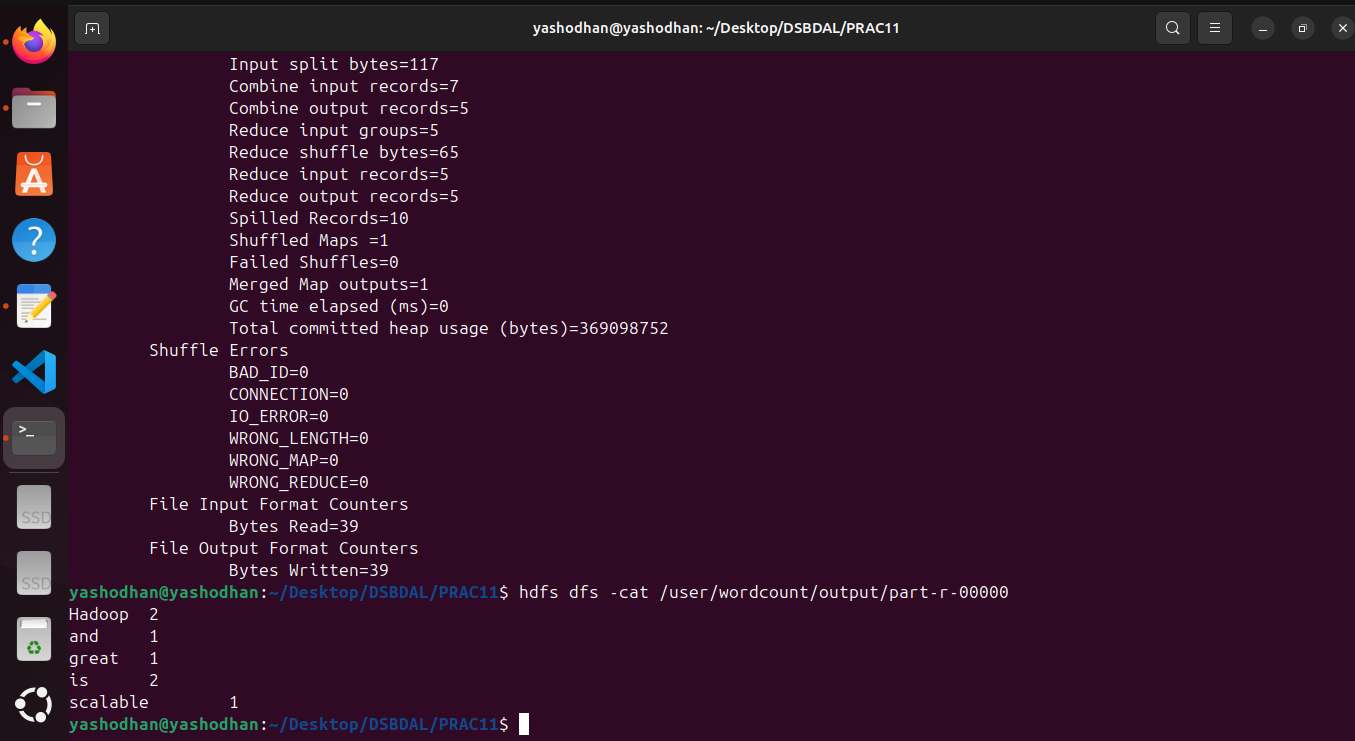 yashodhan@yashodhan: ~/Desktop/DSBDAL/PRAC11
Input split bytes=117
Combine input records=7
Combine output records=5
Reduce input groups=5
Reduce shuffle bytes=65
Reduce input records=5
Reduce output records=5
Spilled Records=10
Shuffled Maps =1
Failed Shuffles=0
Merged Map outputs=1
GC time elapsed (ms)=0
Total committed heap usage (bytes)=369098752
Shuffle Errors
BAD_ID=0
CONNECTION=0
IO_ERROR=0
WRONG_LENGTH=0
WRONG_MAP=0
WRONG_REDUCE=0
File Input Format Counters
Bytes Read=39
File Output Format Counters
Bytes Written=39
yashodhan@yashodhan:~/Desktop/DSBDAL/PRAC11$ hdfs dfs -cat /user/wordcount/output/part-r-00000
Hadoop 2
and 1
great 1
is 2
scalable 1
yashodhan@yashodhan:~/Desktop/DSBDAL/PRAC11$
SSD
SSD